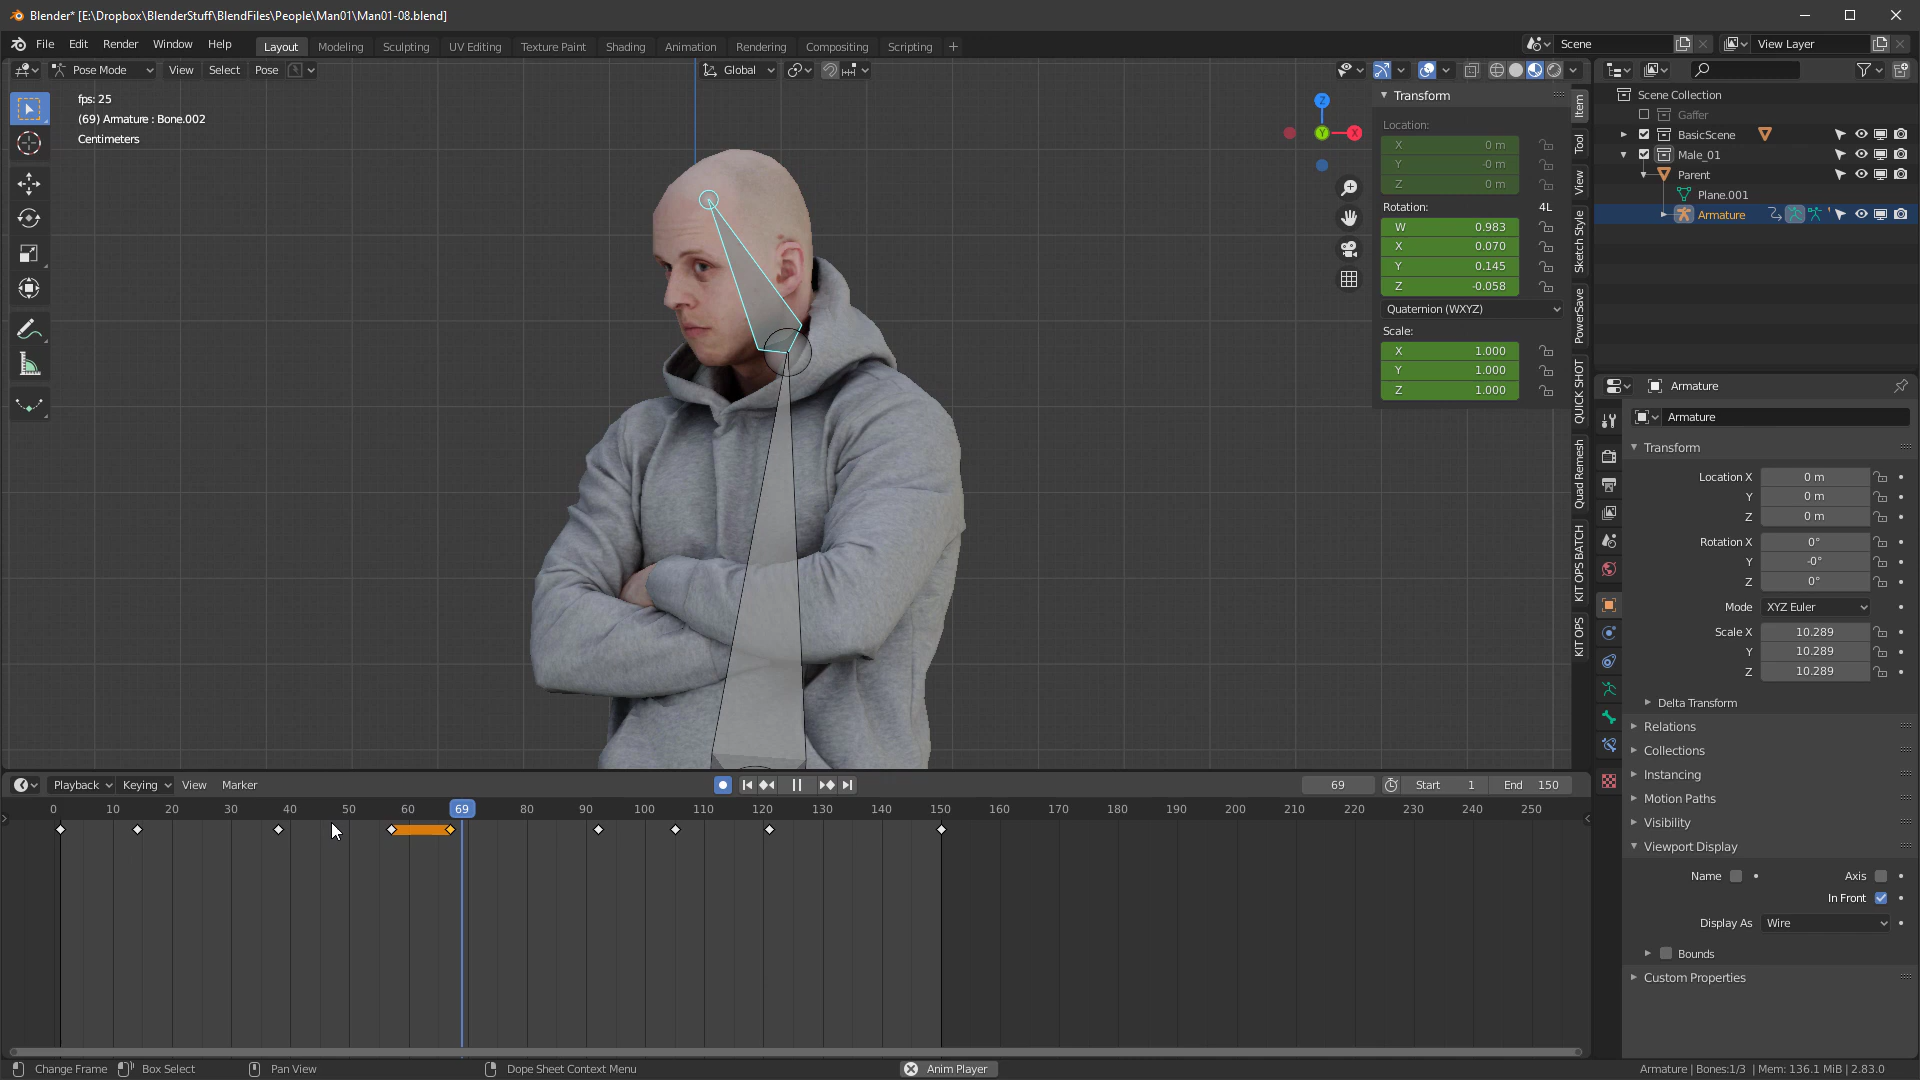 Blender* [E:\Dropbox\BlenderStuff\BlendFiles\People\Man01\Man01-08.blend]
File Edit Render Window Help Layout Modeling Sculpting UV Editing Texture Paint Shading Animation Rendering Compositing Scripting + Scene View Layer
Pose Mode View Select Pose Global
fps: 25
(69) Armature : Bone.002
Centimeters
Z
Y
X
Transform
Location:
X 0 m
Y -0 m
Z 0 m
Rotation: 4L
W 0.983
X 0.070
Y 0.145
Z -0.058
Quaternion (WXYZ)
Scale:
X 1.000
Y 1.000
Z 1.000
Item
Tool
View
Sketch Style
PowerSave
QUICK SHOT
Quad Remesh
KIT OPS BATCH
KIT OPS
Scene Collection
Gaffer
BasicScene
Male_01
Parent
Plane.001
Armature
Armature
Armature
Transform
Location X 0 m
Y 0 m
Z 0 m
Rotation X 0°
Y -0°
Z 0°
Mode XYZ Euler
Scale X 10.289
Y 10.289
Z 10.289
Delta Transform
Relations
Collections
Instancing
Motion Paths
Visibility
Viewport Display
Name Axis
In Front
Display As Wire
Bounds
Custom Properties
Playback Keying View Marker 69 Start 1 End 150
0 10 20 30 40 50 60 69 80 90 100 110 120 130 140 150 160 170 180 190 200 210 220 230 240 250
Change Frame Box Select Pan View Dope Sheet Context Menu Anim Player Armature | Bones:1/3 | Mem: 136.1 MiB | 2.83.0